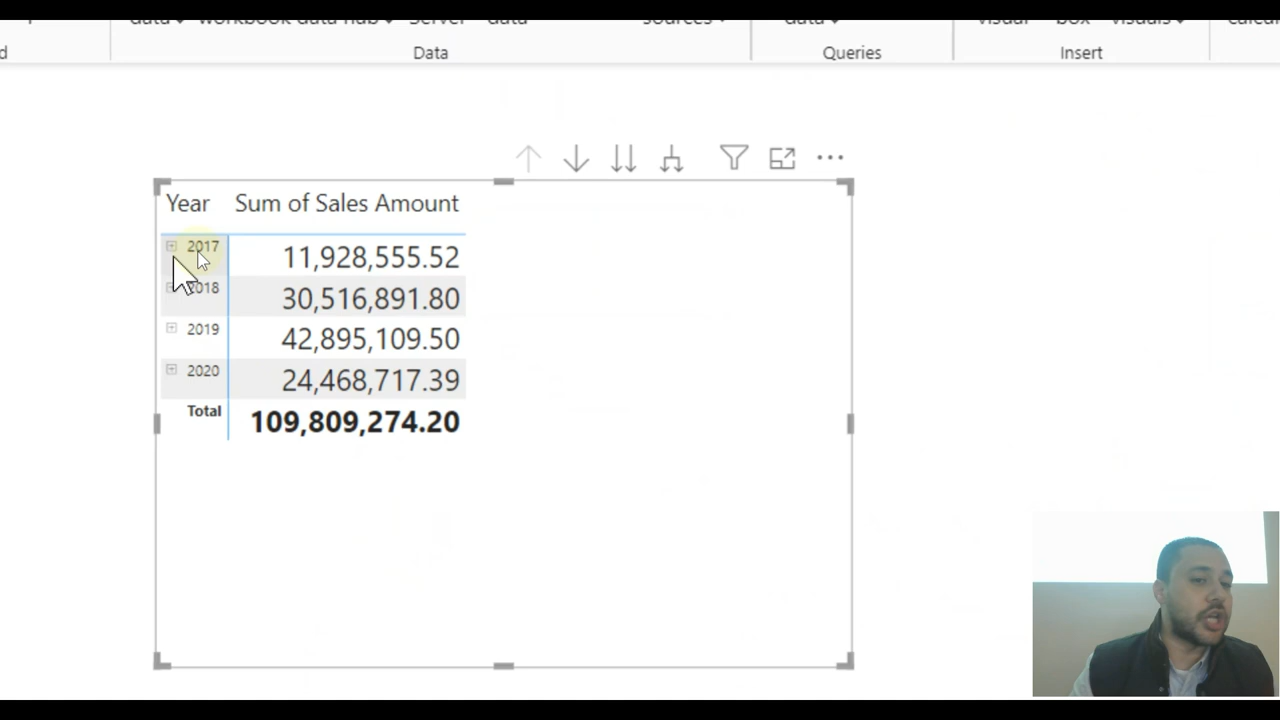 Data
Queries
Insert
Year Sum of Sales Amount
2017 11,928,555.52
2018 30,516,891.80
2019 42,895,109.50
2020 24,468,717.39
Total 109,809,274.20